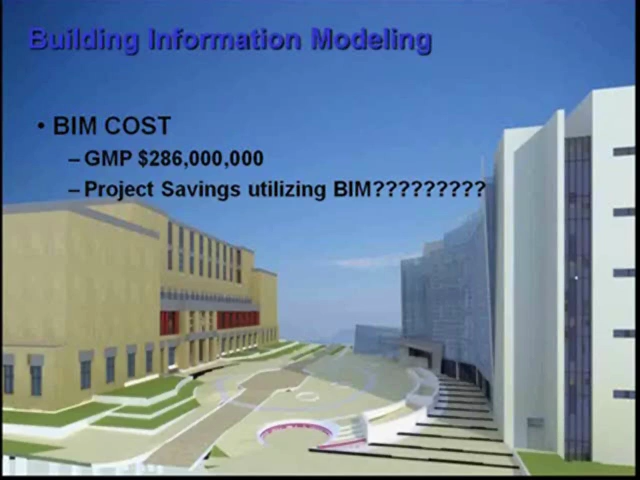 Building Information Modeling
• BIM COST
– GMP $286,000,000
– Project Savings utilizing BIM?????????